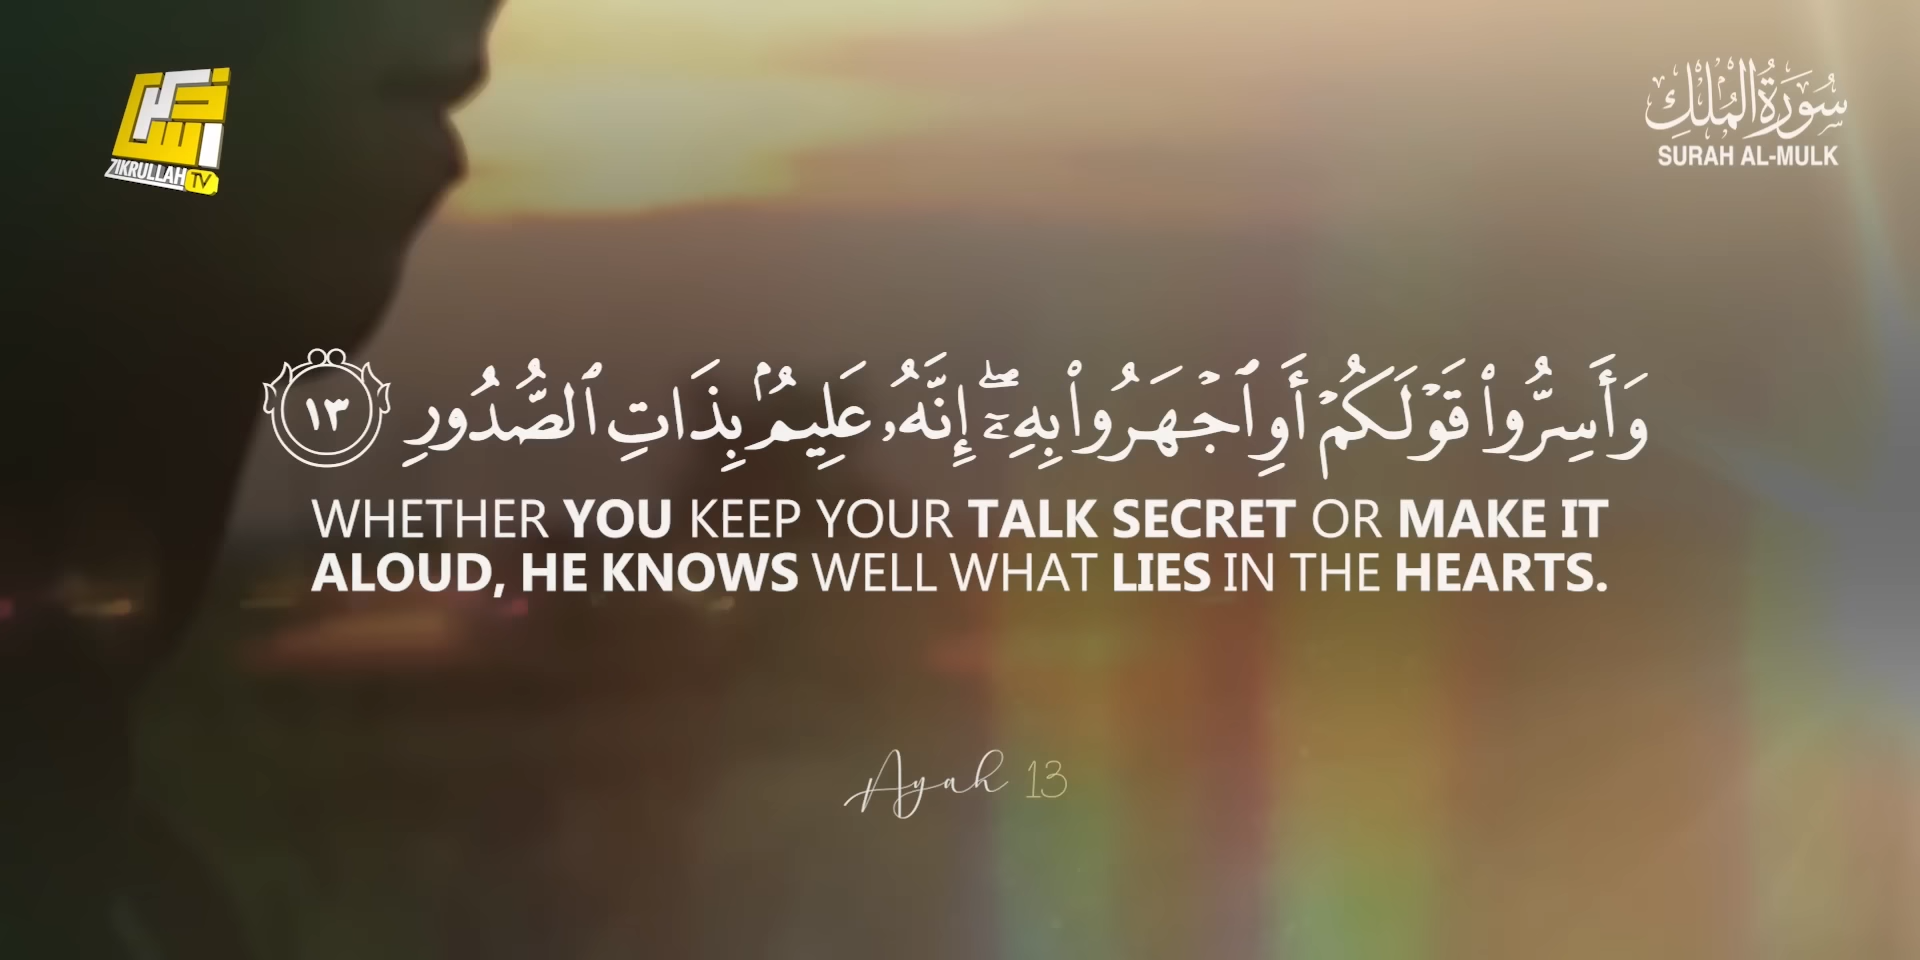 ZIKRULLAH TV
سُورَةُ الْمُلْكِ
SURAH AL-MULK
وَأَسِرُّوا۟ قَوْلَكُمْ أَوِ ٱجْهَرُوا۟ بِهِۦٓ ۖ إِنَّهُۥ عَلِيمٌۢ بِذَاتِ ٱلصُّدُورِ ١٣
WHETHER YOU KEEP YOUR TALK SECRET OR MAKE IT
ALOUD, HE KNOWS WELL WHAT LIES IN THE HEARTS.
Ayah 13